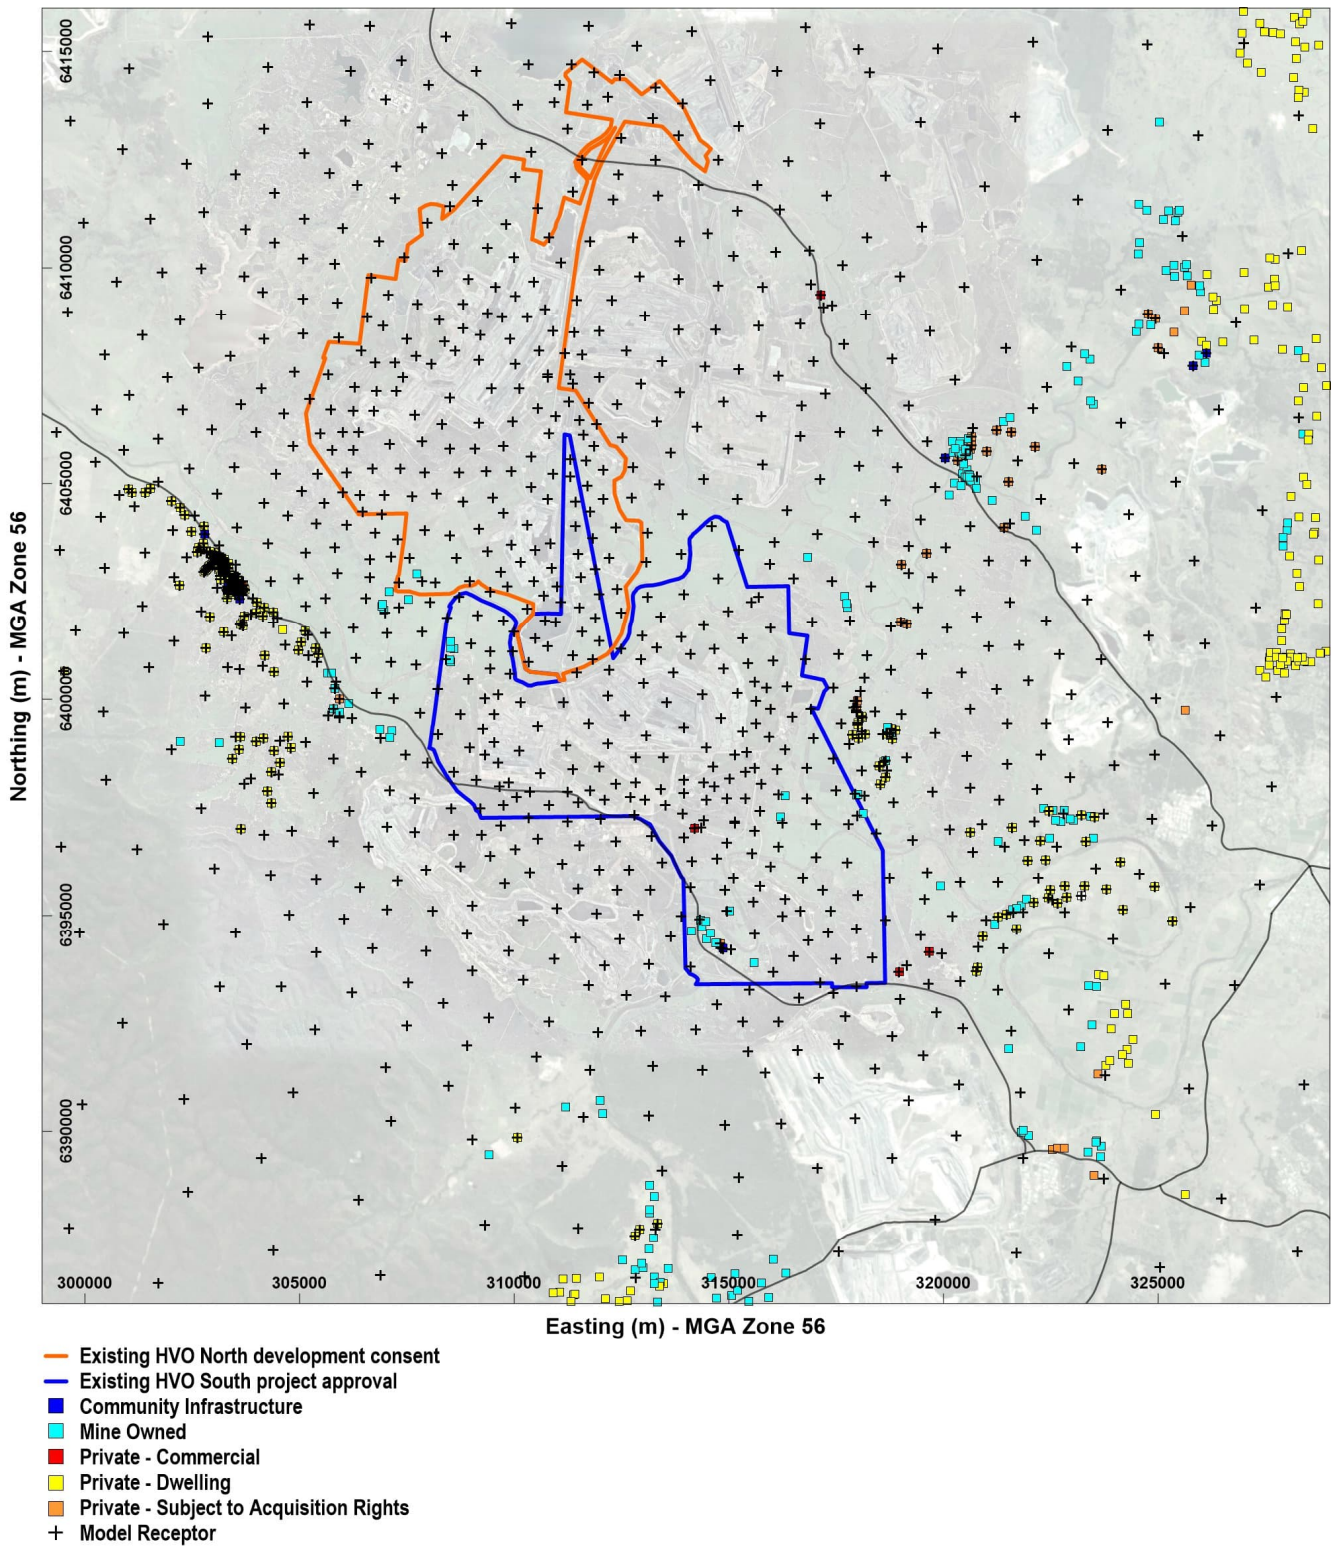 6415000
6410000
6405000
6400000
6395000
6390000
Northing (m) - MGA Zone 56
300000 305000 310000 315000 320000 325000
Easting (m) - MGA Zone 56
Existing HVO North development consent
Existing HVO South project approval
Community Infrastructure
Mine Owned
Private - Commercial
Private - Dwelling
Private - Subject to Acquisition Rights
Model Receptor